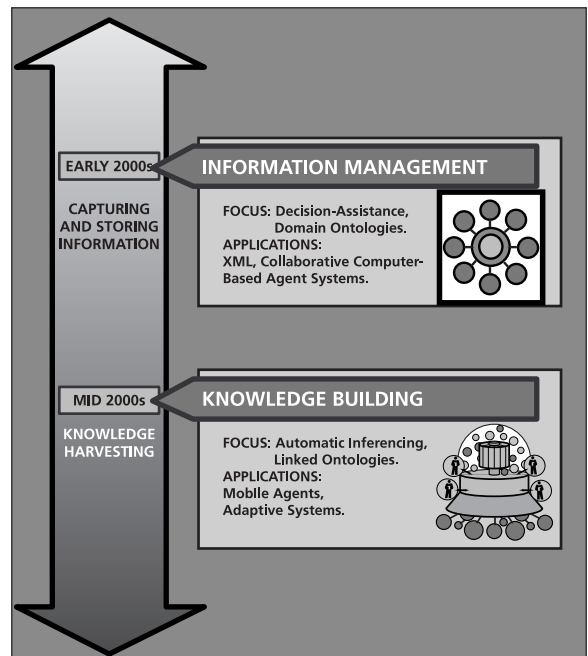 EARLY 2000s
CAPTURING
AND STORING
INFORMATION
INFORMATION MANAGEMENT
FOCUS: Decision-Assistance,
Domain Ontologies.
APPLICATIONS:
XML, Collaborative Computer-
Based Agent Systems.
MID 2000s
KNOWLEDGE
HARVESTING
KNOWLEDGE BUILDING
FOCUS: Automatic Inferencing,
Linked Ontologies.
APPLICATIONS:
Mobile Agents,
Adaptive Systems.